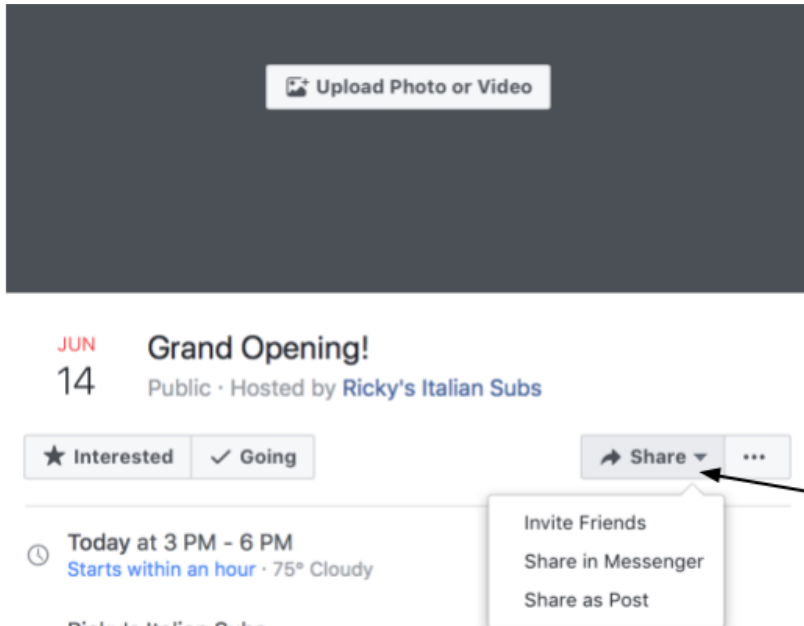 Upload Photo or Video
JUN
14
Grand Opening!
Public · Hosted by Ricky's Italian Subs
Interested
Going
Share
...
Today at 3 PM - 6 PM
Starts within an hour · 75° Cloudy
Invite Friends
Share in Messenger
Share as Post